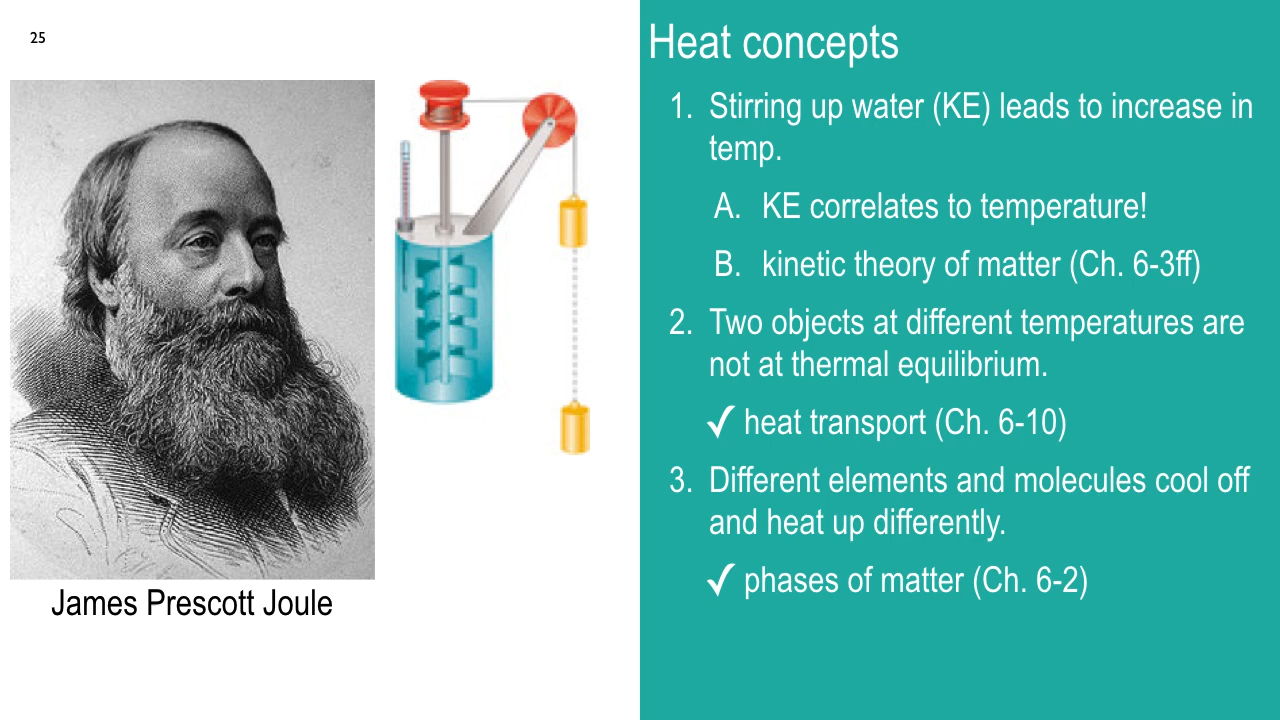 25
James Prescott Joule
Heat concepts
1. Stirring up water (KE) leads to increase in
temp.
A. KE correlates to temperature!
B. kinetic theory of matter (Ch. 6-3ff)
2. Two objects at different temperatures are
not at thermal equilibrium.
✓ heat transport (Ch. 6-10)
3. Different elements and molecules cool off
and heat up differently.
✓ phases of matter (Ch. 6-2)